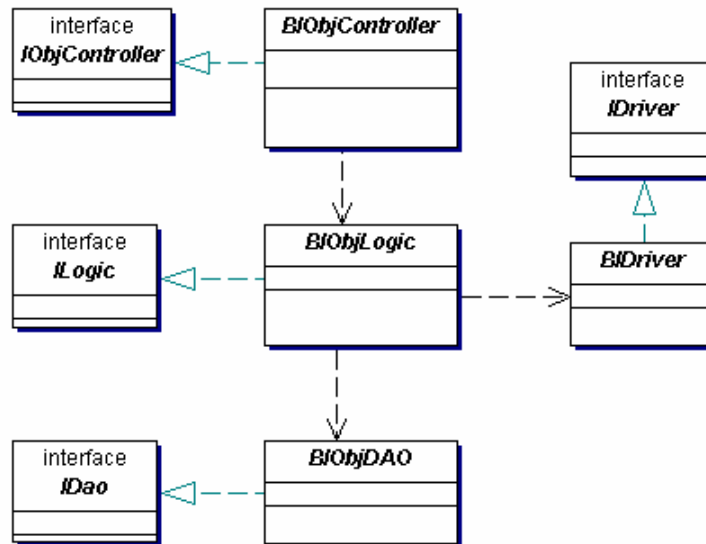 interface
IObjController
BIObjController
interface
IDriver
interface
ILogic
BIObjLogic
BIDriver
interface
IDao
BIObjDAO